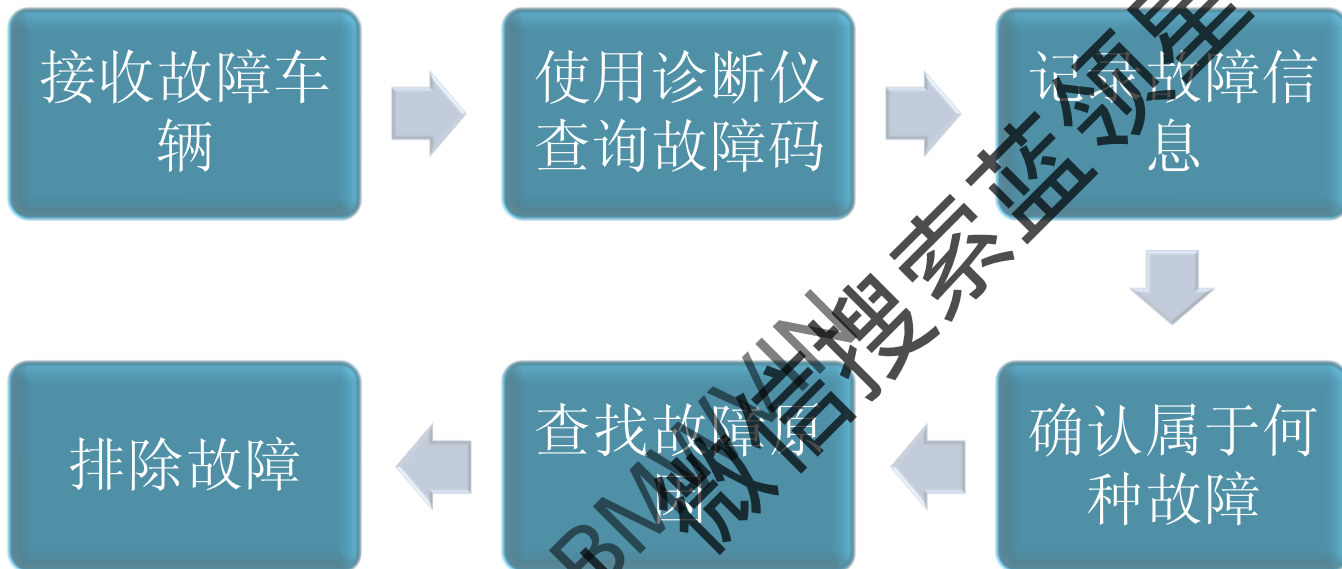 接收故障车
辆
使用诊断仪
查询故障码
记录故障信
息
确认属于何
种故障
查找故障原
因
排除故障
微信搜索蓝领星